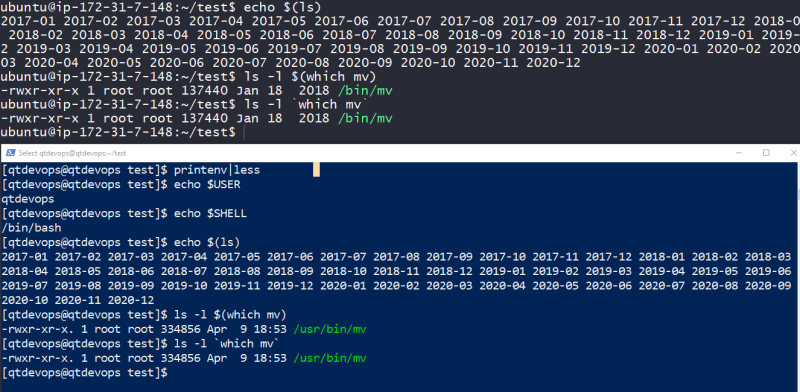 ubuntu@ip-172-31-7-148:~/test$ echo $(ls)
2017-01 2017-02 2017-03 2017-04 2017-05 2017-06 2017-07 2017-08 2017-09 2017-10 2017-11 2017-12 2018-0
 2018-02 2018-03 2018-04 2018-05 2018-06 2018-07 2018-08 2018-09 2018-10 2018-11 2018-12 2019-01 2019-
2 2019-03 2019-04 2019-05 2019-06 2019-07 2019-08 2019-09 2019-10 2019-11 2019-12 2020-01 2020-02 2020-
03 2020-04 2020-05 2020-06 2020-07 2020-08 2020-09 2020-10 2020-11 2020-12
ubuntu@ip-172-31-7-148:~/test$ ls -l $(which mv)
-rwxr-xr-x 1 root root 137440 Jan 18  2018 /bin/mv
ubuntu@ip-172-31-7-148:~/test$ ls -l `which mv`
-rwxr-xr-x 1 root root 137440 Jan 18  2018 /bin/mv
ubuntu@ip-172-31-7-148:~/test$
Select qtdevops@qtdevops:~/test
[qtdevops@qtdevops test]$ printenv|less
[qtdevops@qtdevops test]$ echo $USER
qtdevops
[qtdevops@qtdevops test]$ echo $SHELL
/bin/bash
[qtdevops@qtdevops test]$ echo $(ls)
2017-01 2017-02 2017-03 2017-04 2017-05 2017-06 2017-07 2017-08 2017-09 2017-10 2017-11 2017-12 2018-01 2018-02 2018-03
2018-04 2018-05 2018-06 2018-07 2018-08 2018-09 2018-10 2018-11 2018-12 2019-01 2019-02 2019-03 2019-04 2019-05 2019-06
2019-07 2019-08 2019-09 2019-10 2019-11 2019-12 2020-01 2020-02 2020-03 2020-04 2020-05 2020-06 2020-07 2020-08 2020-09
2020-10 2020-11 2020-12
[qtdevops@qtdevops test]$ ls -l $(which mv)
-rwxr-xr-x. 1 root root 334856 Apr  9 18:53 /usr/bin/mv
[qtdevops@qtdevops test]$ ls -l `which mv`
-rwxr-xr-x. 1 root root 334856 Apr  9 18:53 /usr/bin/mv
[qtdevops@qtdevops test]$